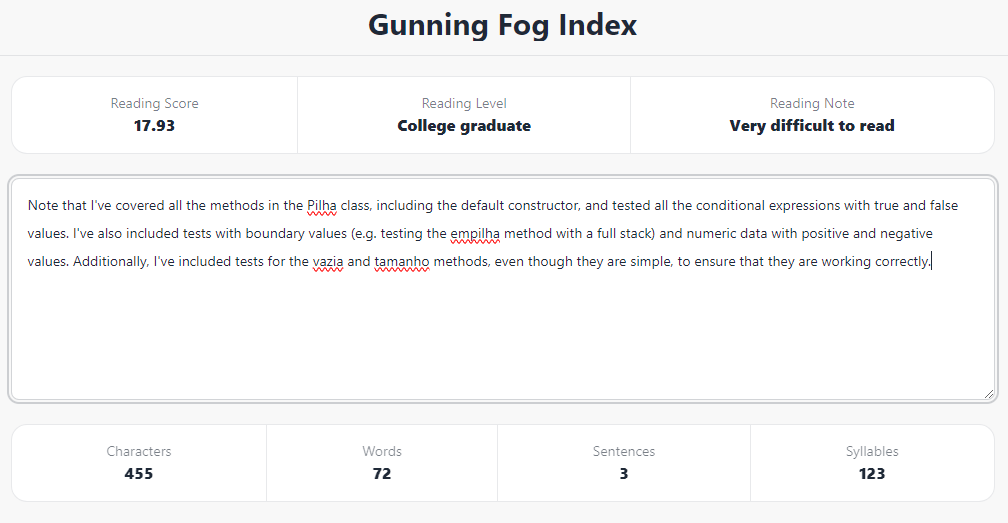 Gunning Fog Index
Reading Score
17.93
Reading Level
College graduate
Reading Note
Very difficult to read
Note that I've covered all the methods in the Pilha class, including the default constructor, and tested all the conditional expressions with true and false
values. I've also included tests with boundary values (e.g. testing the empilha method with a full stack) and numeric data with positive and negative
values. Additionally, I've included tests for the vazia and tamanho methods, even though they are simple, to ensure that they are working correctly.
Characters
455
Words
72
Sentences
3
Syllables
123